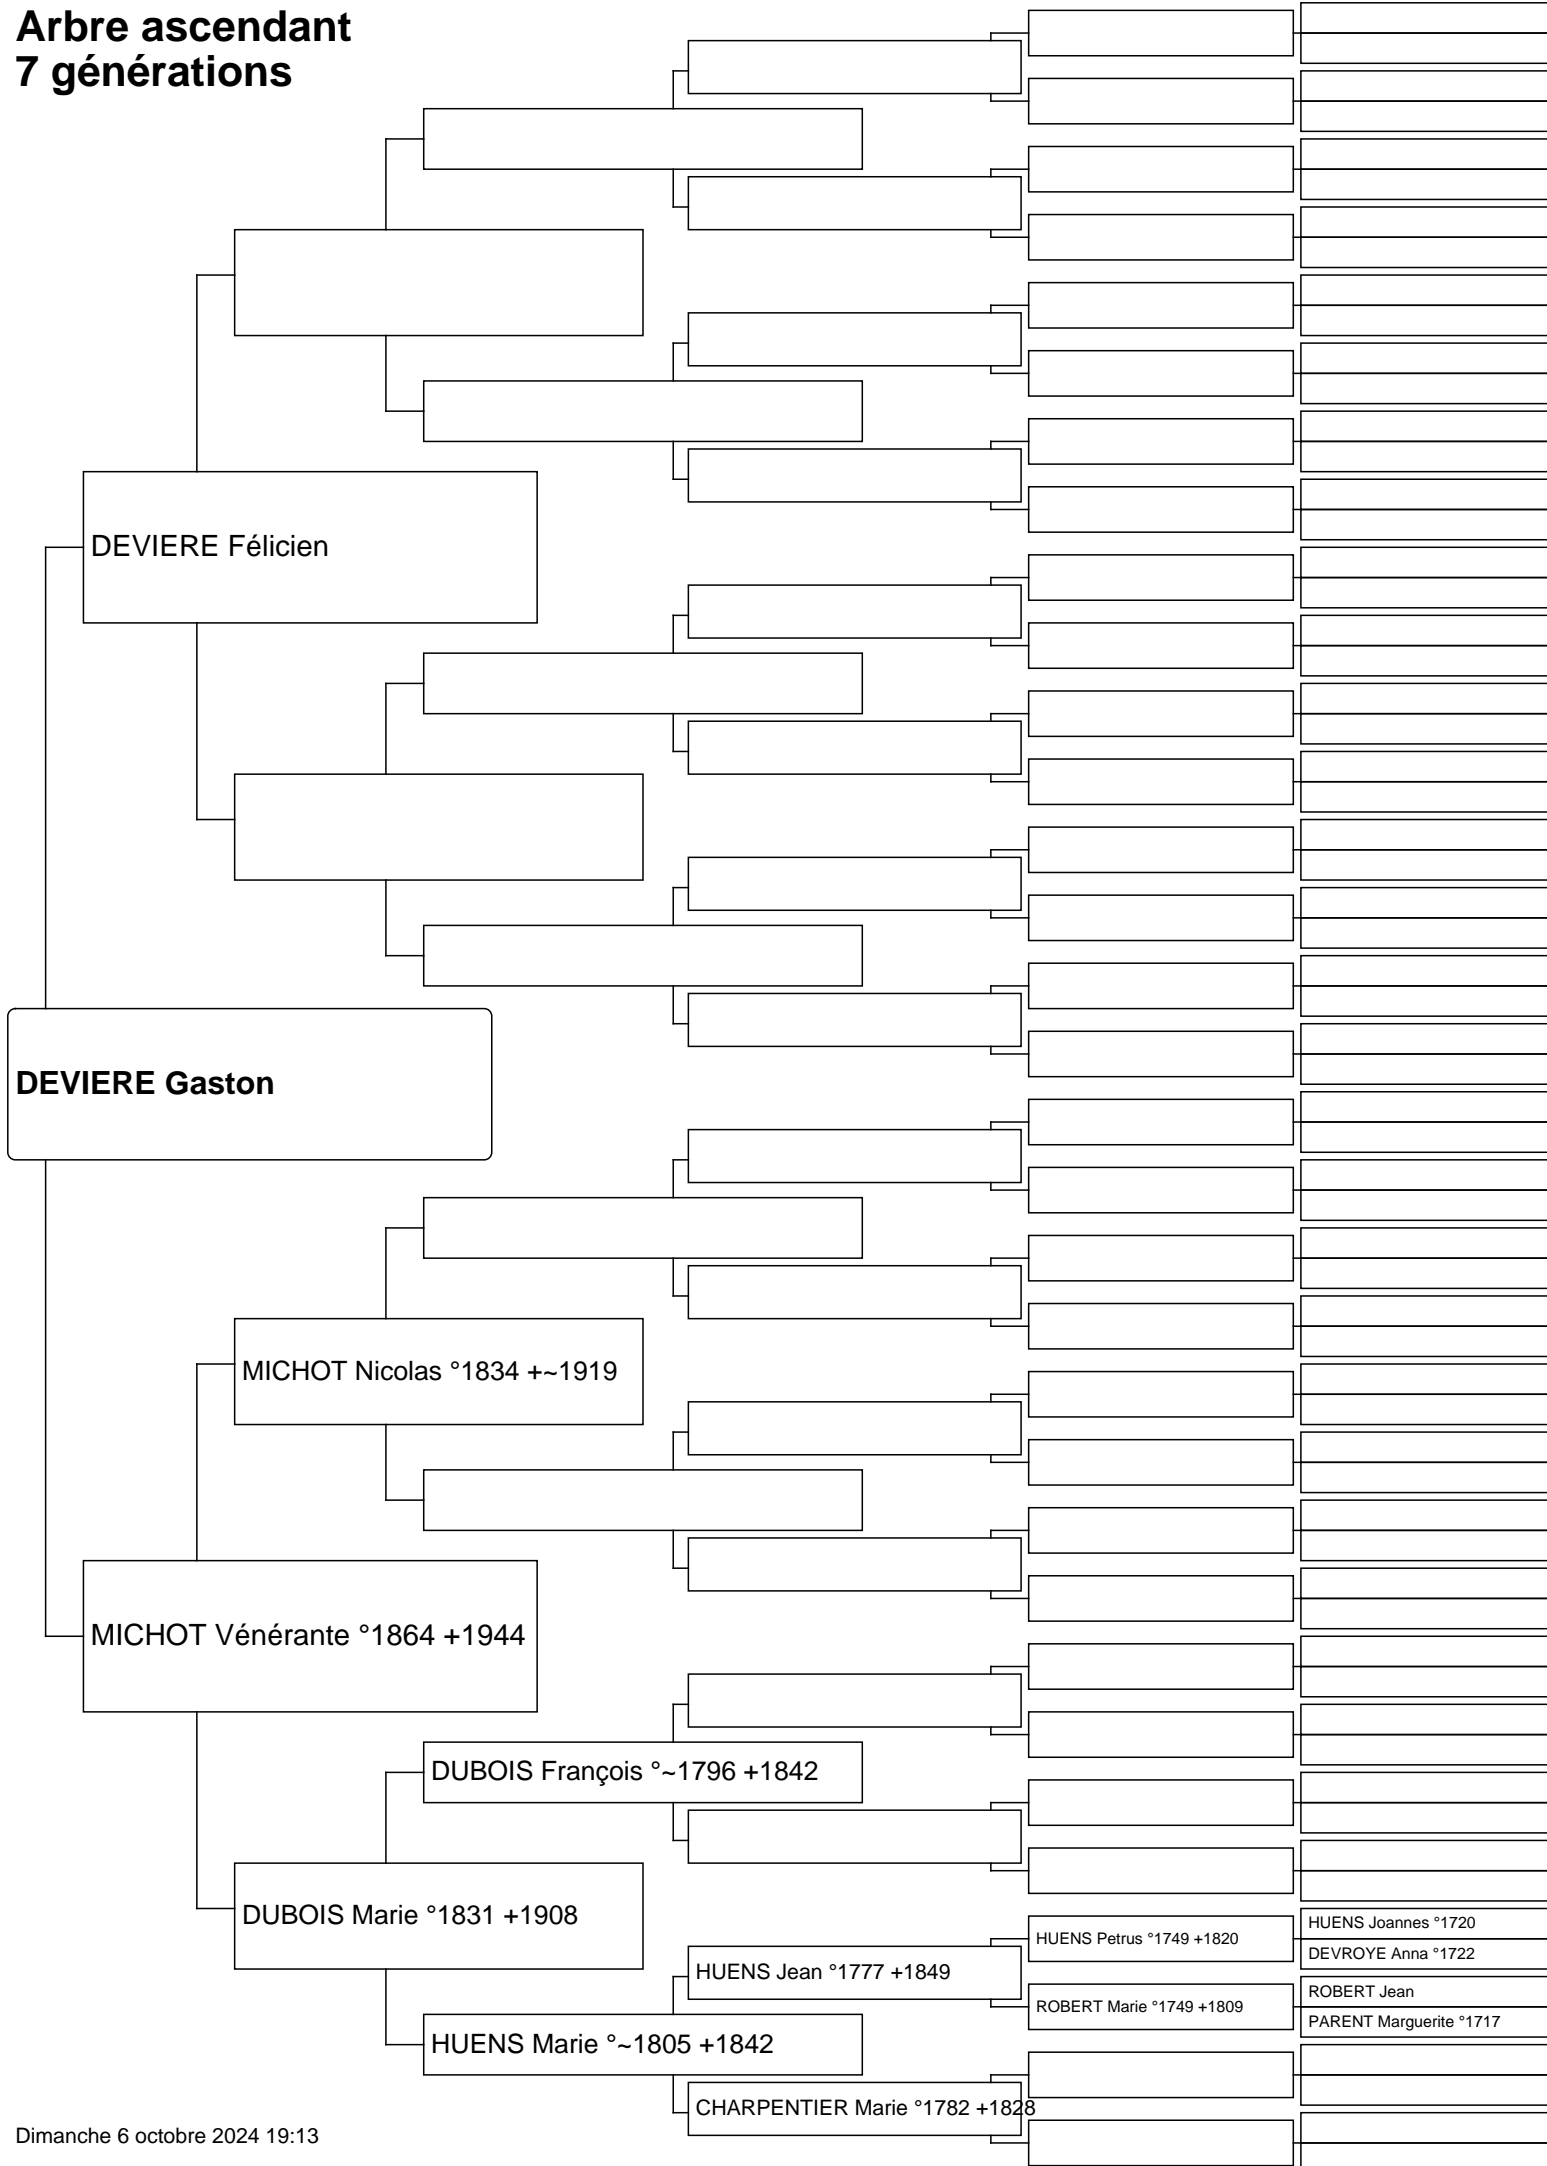 Arbre ascendant
7 générations
DEVIERE Félicien
DEVIERE Gaston
MICHOT Nicolas °1834 +~1919
MICHOT Vénérante °1864 +1944
DUBOIS François °~1796 +1842
DUBOIS Marie °1831 +1908
HUENS Petrus °1749 +1820
HUENS Joannes °1720
DEVROYE Anna °1722
HUENS Jean °1777 +1849
ROBERT Marie °1749 +1809
ROBERT Jean
PARENT Marguerite °1717
HUENS Marie °~1805 +1842
CHARPENTIER Marie °1782 +1828
Dimanche 6 octobre 2024 19:13